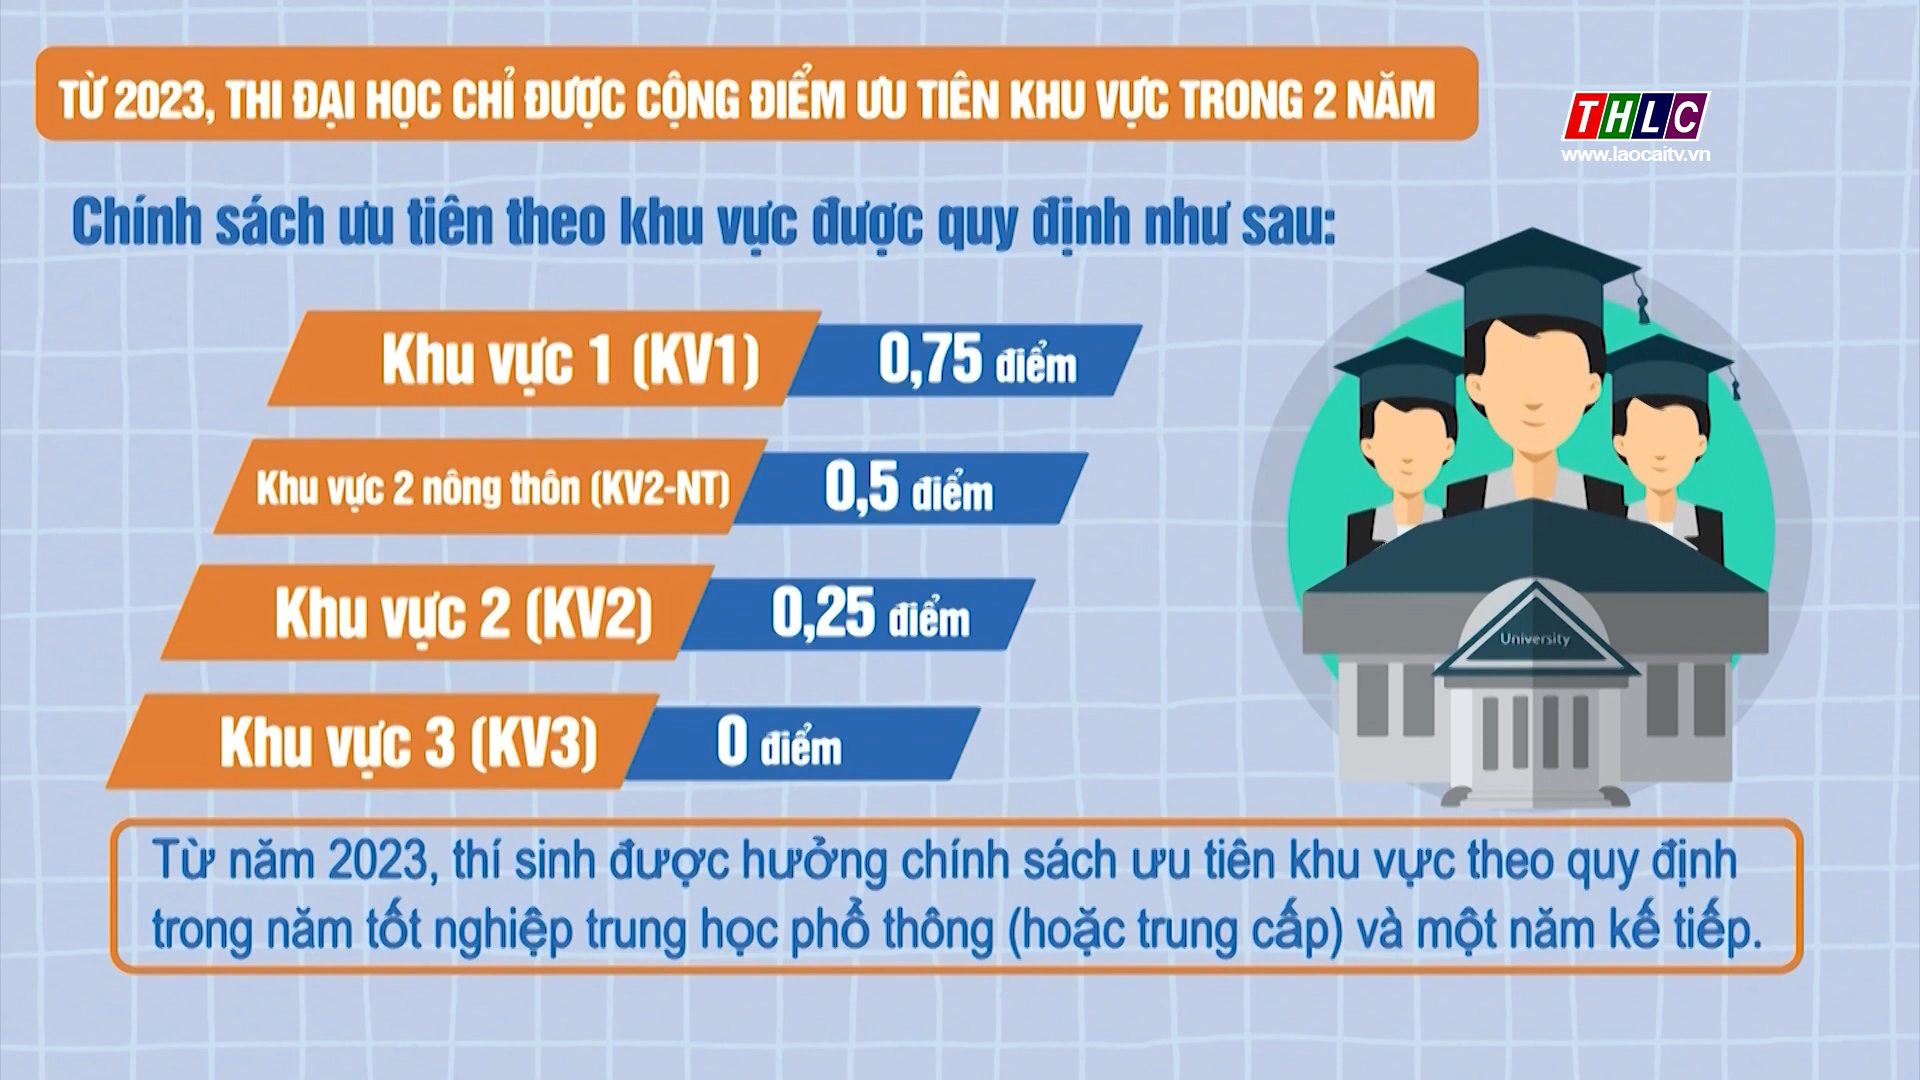 TỪ 2023, THI ĐẠI HỌC CHỈ ĐƯỢC CỘNG ĐIỂM ƯU TIÊN KHU VỰC TRONG 2 NĂM
THLC
www.laocaitv.vn
Chính sách ưu tiên theo khu vực được quy định như sau:
Khu vực 1 (KV1) 0,75 điểm
Khu vực 2 nông thôn (KV2-NT) 0,5 điểm
Khu vực 2 (KV2) 0,25 điểm
University
Khu vực 3 (KV3) 0 điểm
Từ năm 2023, thí sinh được hưởng chính sách ưu tiên khu vực theo quy định
trong năm tốt nghiệp trung học phổ thông (hoặc trung cấp) và một năm kế tiếp.